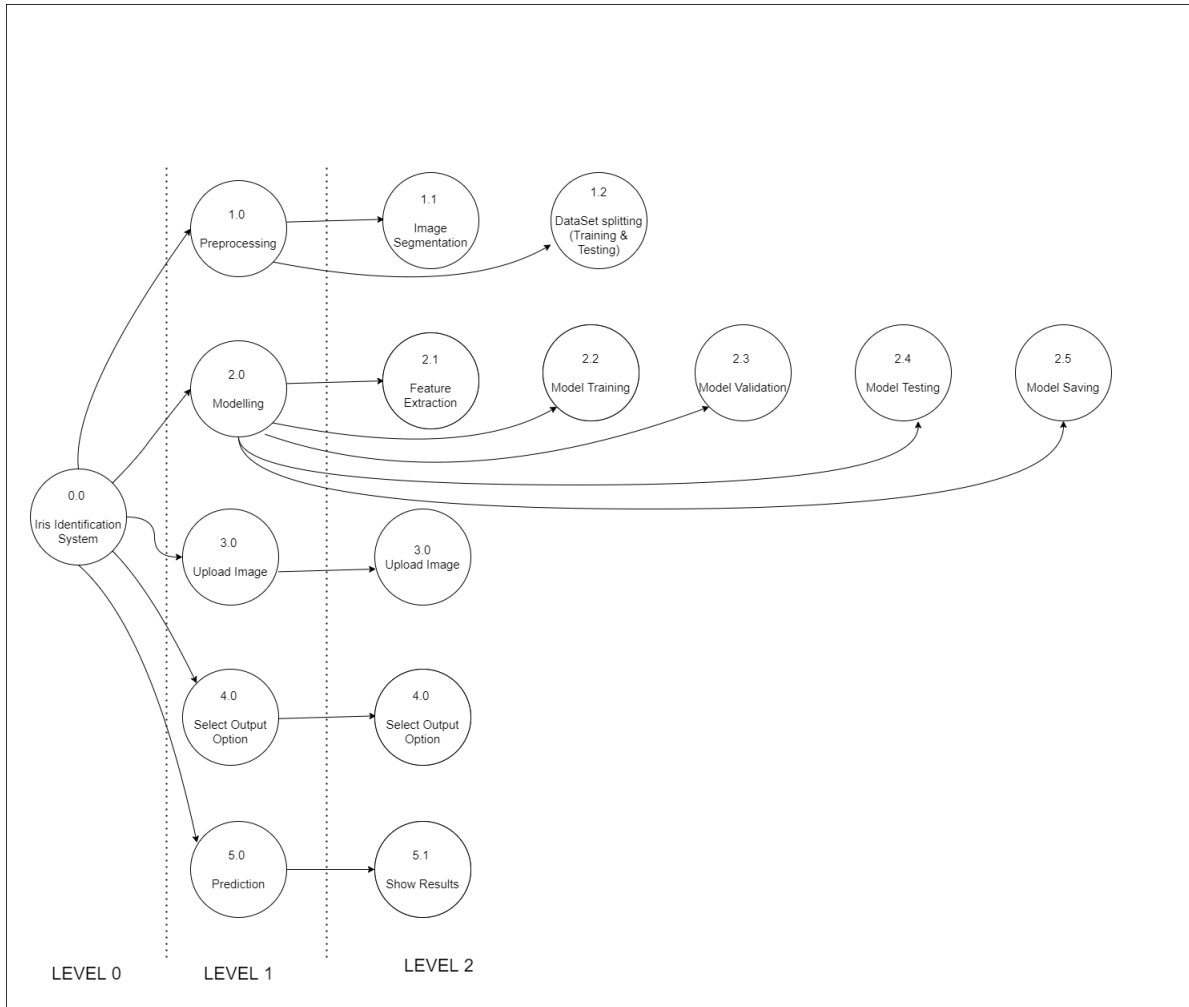 1.0
Preprocessing
1.1
Image
Segmentation
1.2
DataSet splitting
(Training &
Testing)
2.0
Modelling
2.1
Feature
Extraction
2.2
Model Training
2.3
Model Validation
2.4
Model Testing
2.5
Model Saving
0.0
Iris Identification
System
3.0
Upload Image
3.0
Upload Image
4.0
Select Output
Option
4.0
Select Output
Option
5.0
Prediction
5.1
Show Results
LEVEL 0
LEVEL 1
LEVEL 2